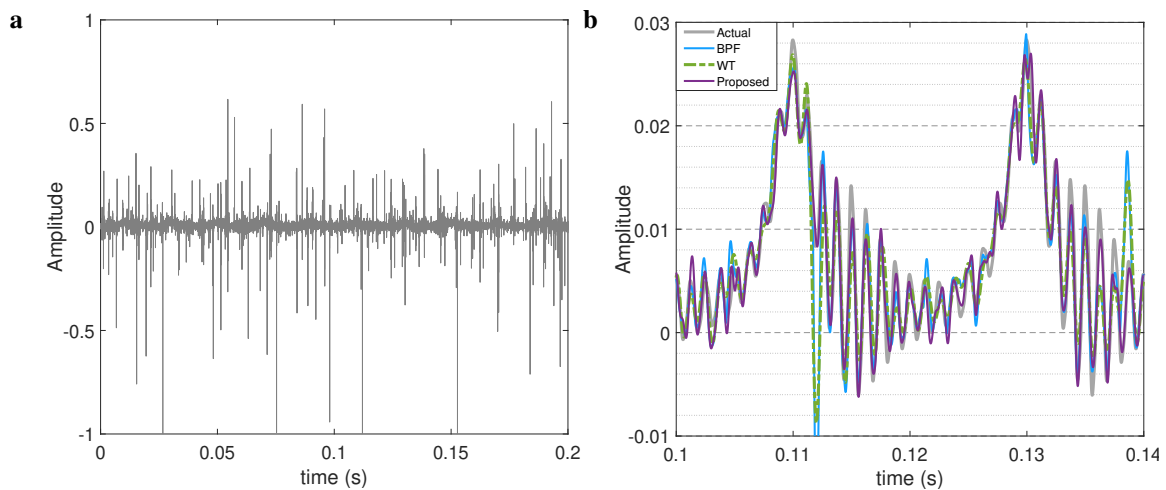 a
1
0.5
0
-0.5
-1
Amplitude
0 0.05 0.1 0.15 0.2
time (s)
b
0.03
0.02
0.01
0
-0.01
Amplitude
Actual
BPF
WT
Proposed
0.1 0.11 0.12 0.13 0.14
time (s)